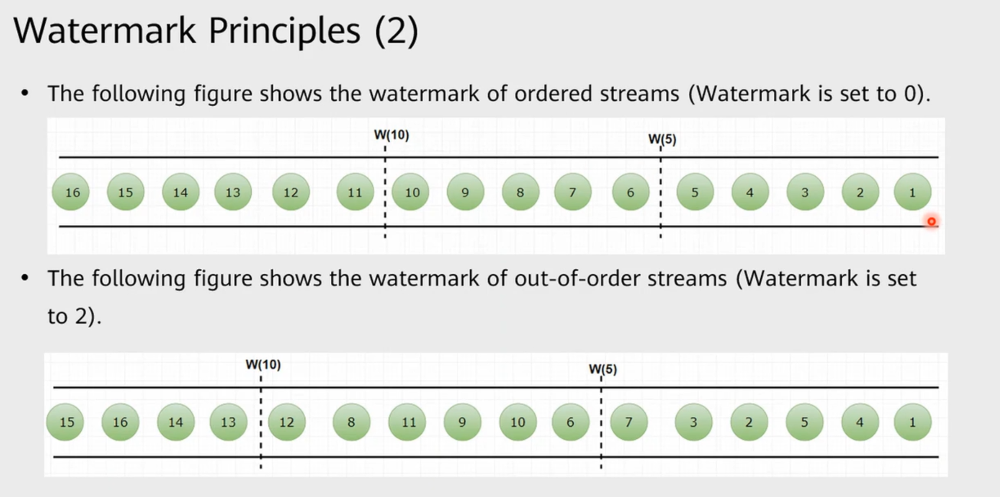 Watermark Principles (2)
• The following figure shows the watermark of ordered streams (Watermark is set to 0).
W(10) W(5)
16 15 14 13 12 11 10 9 8 7 6 5 4 3 2 1
• The following figure shows the watermark of out-of-order streams (Watermark is set
to 2).
W(10) W(5)
15 16 14 13 12 8 11 9 10 6 7 3 2 5 4 1